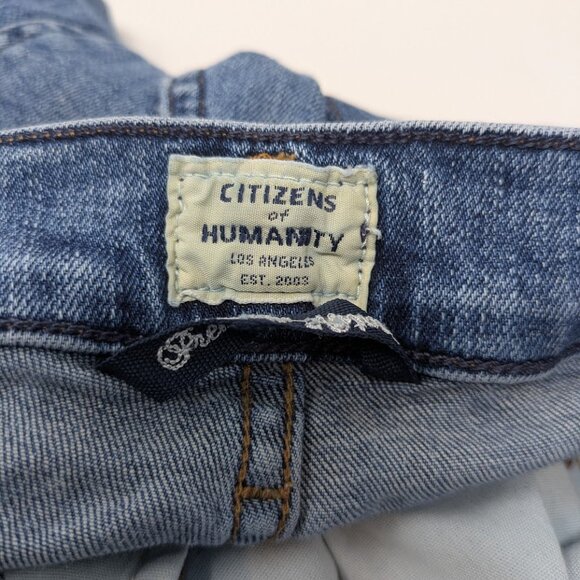 CITIZENS
of
HUMANITY
LOS ANGELES
EST. 2003